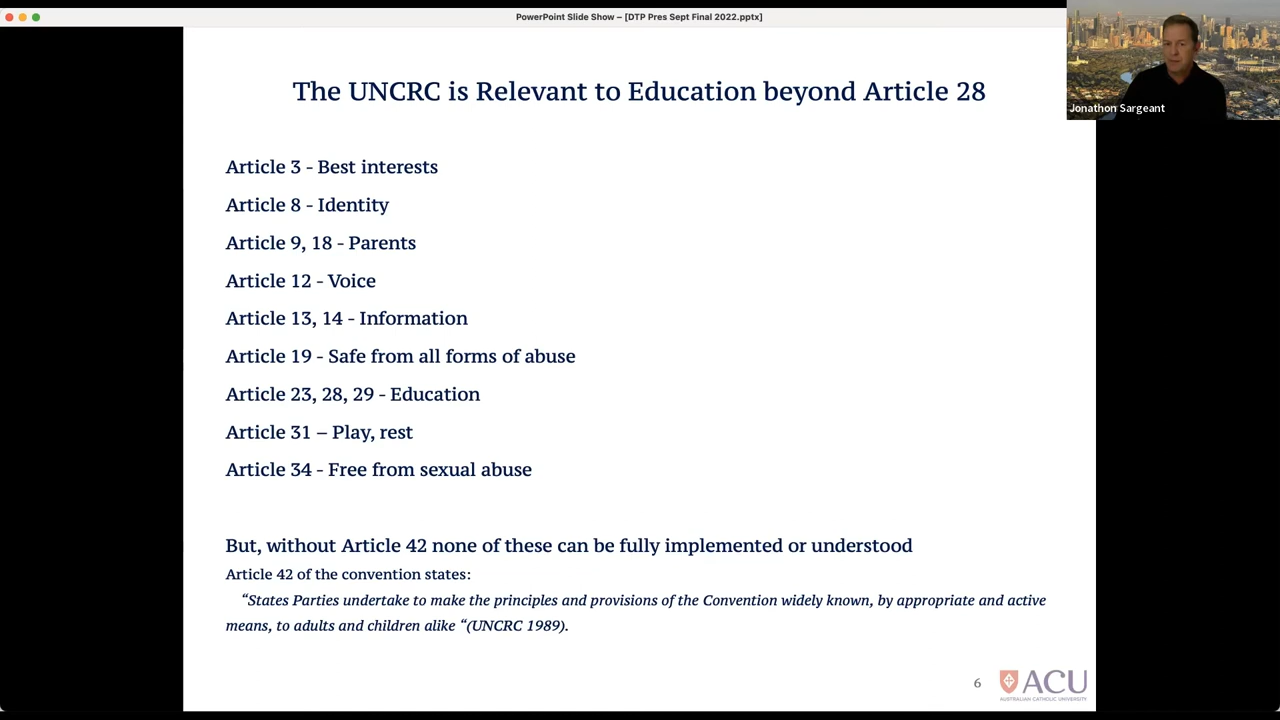 PowerPoint Slide Show – [DTP Pres Sept Final 2022.pptx]
Jonathon Sargeant
The UNCRC is Relevant to Education beyond Article 28
Article 3 - Best interests
Article 8 - Identity
Article 9, 18 - Parents
Article 12 - Voice
Article 13, 14 - Information
Article 19 - Safe from all forms of abuse
Article 23, 28, 29 - Education
Article 31 – Play, rest
Article 34 - Free from sexual abuse
But, without Article 42 none of these can be fully implemented or understood
Article 42 of the convention states:
“States Parties undertake to make the principles and provisions of the Convention widely known, by appropriate and active
means, to adults and children alike “(UNCRC 1989).
6
ACU
AUSTRALIAN CATHOLIC UNIVERSITY